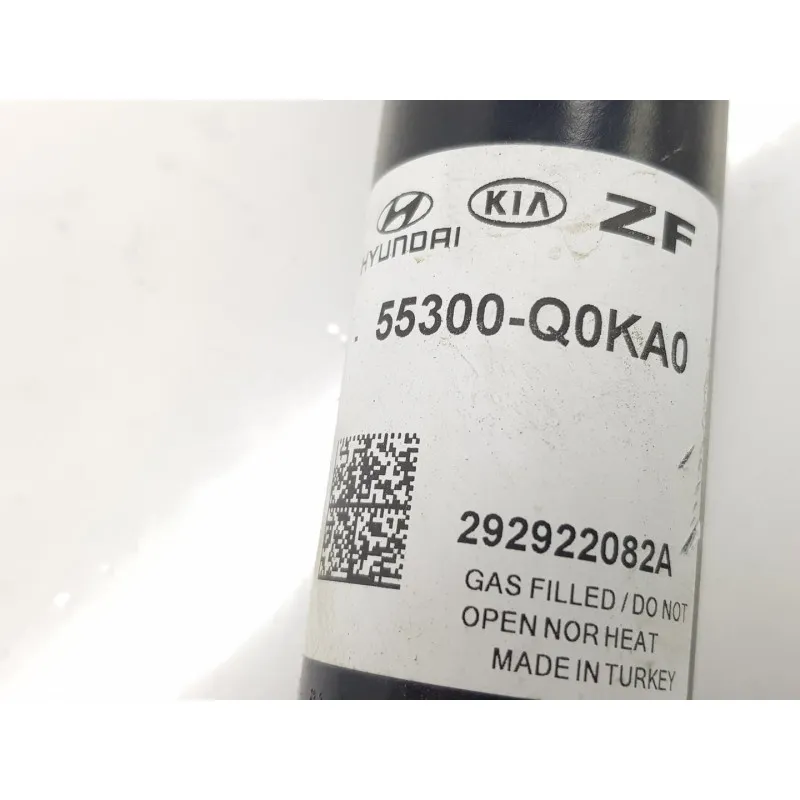 HYUNDAI KIA ZF
. 55300-Q0KA0
292922082A
GAS FILLED / DO NOT
OPEN NOR HEAT
MADE IN TURKEY